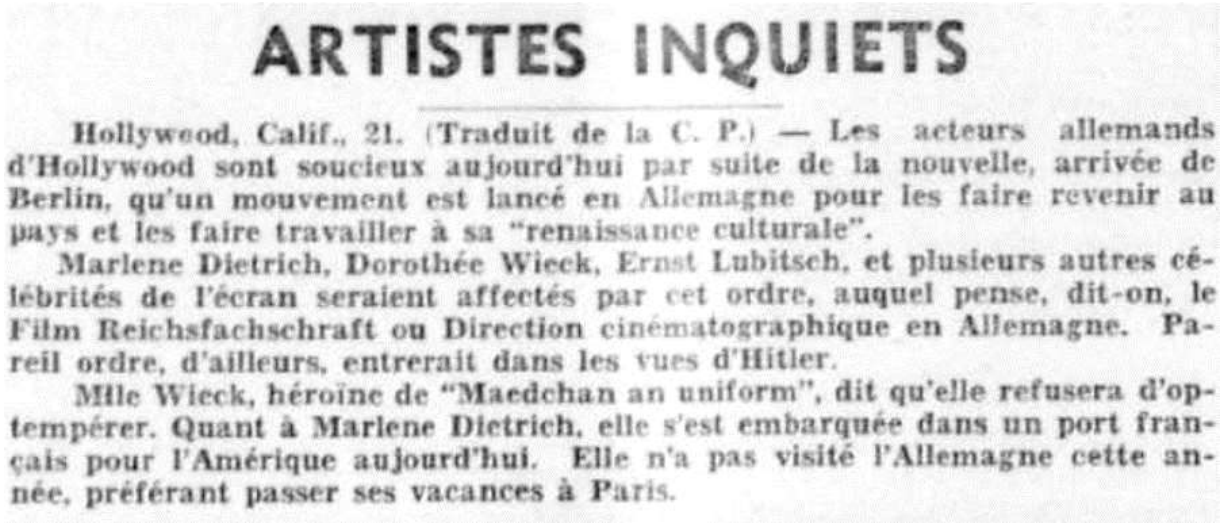 ARTISTES INQUIETS
Hollywood, Calif., 21. (Traduit de la C. P.) — Les acteurs allemands
d'Hollywood sont soucieux aujourd'hui par suite de la nouvelle, arrivée de
Berlin, qu'un mouvement est lancé en Allemagne pour les faire revenir au
pays et les faire travailler à sa "renaissance culturale".
Marlene Dietrich, Dorothée Wieck, Ernst Lubitsch, et plusieurs autres cé-
lébrités de l'écran seraient affectés par cet ordre, auquel pense, dit-on, le
Film Reichsfachschraft ou Direction cinématographique en Allemagne. Pa-
reil ordre, d'ailleurs, entrerait dans les vues d'Hitler.
Mlle Wieck, héroïne de "Maedchan an uniform", dit qu'elle refusera d'op-
tempérer. Quant à Marlene Dietrich, elle s'est embarquée dans un port fran-
çais pour l'Amérique aujourd'hui. Elle n'a pas visité l'Allemagne cette an-
née, préférant passer ses vacances à Paris.